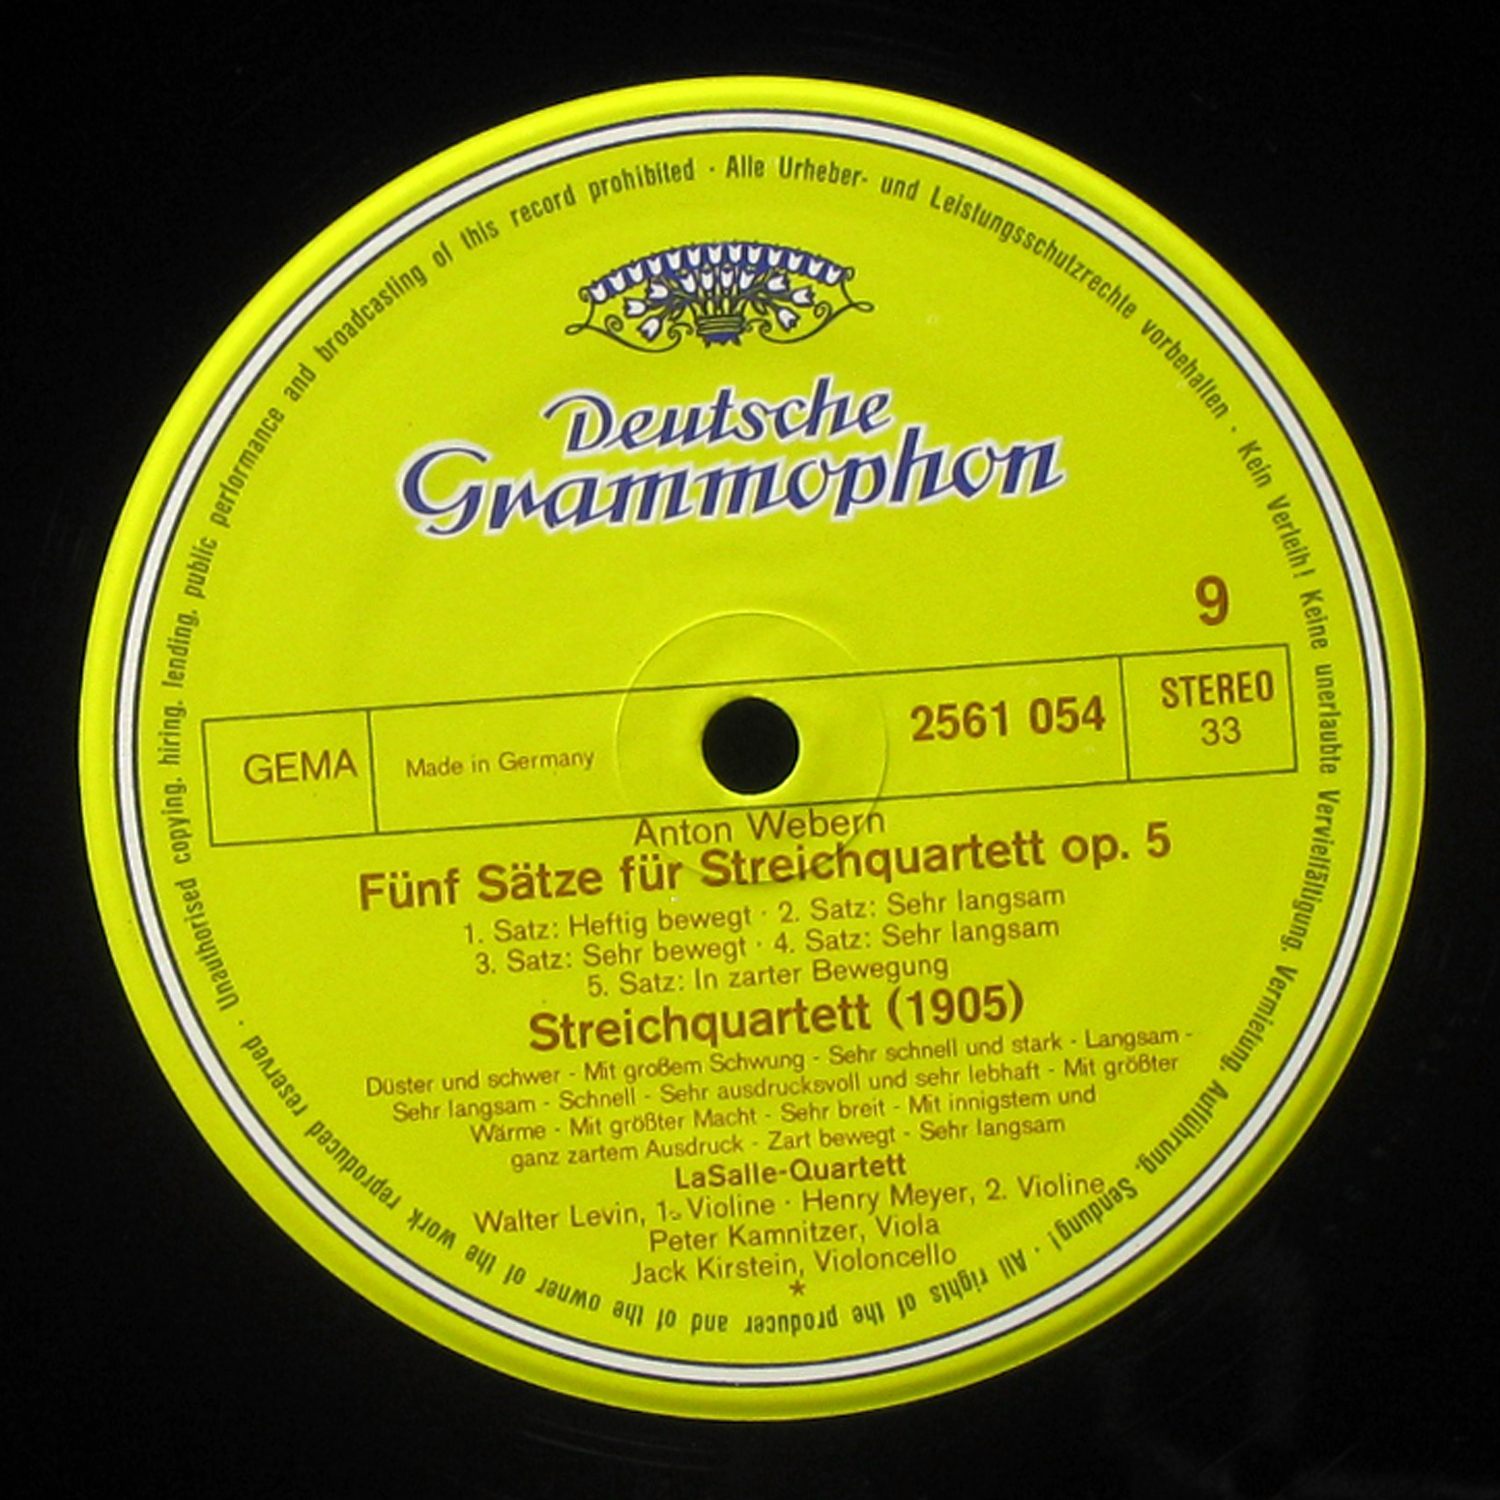 Deutsche
Grammophon
9
GEMA
Made in Germany
2561 054
STEREO
33
Anton Webern
Fünf Sätze für Streichquartett op. 5
1. Satz: Heftig bewegt · 2. Satz: Sehr langsam
3. Satz: Sehr bewegt · 4. Satz: Sehr langsam
5. Satz: In zarter Bewegung
Streichquartett (1905)
Düster und schwer - Mit großem Schwung - Sehr schnell und stark - Langsam -
Sehr langsam - Schnell - Sehr ausdrucksvoll und sehr lebhaft - Mit größter
Wärme - Mit größter Macht - Sehr breit - Mit innigstem und
ganz zartem Ausdruck - Zart bewegt - Sehr langsam
LaSalle-Quartett
Walter Levin, 1. Violine · Henry Meyer, 2. Violine
Peter Kamnitzer, Viola
Jack Kirstein, Violoncello
*
Alle Urheber- und Leistungsschutzrechte vorbehalten · Kein Verleih! Keine unerlaubte Vervielfältigung, Vermietung, Aufführung, Sendung! · All rights of the producer and of the owner of the work reproduced reserved · Unauthorised copying, hiring, lending, public performance and broadcasting of this record prohibited ·